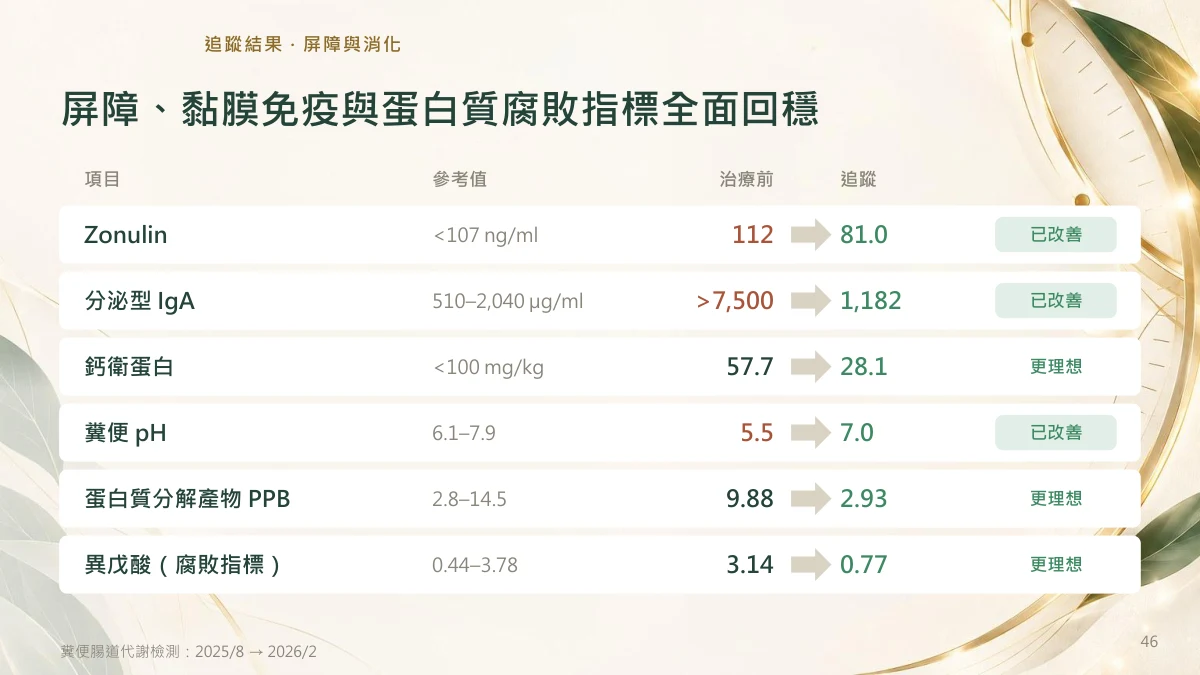 追蹤結果．屏障與消化
屏障、黏膜免疫與蛋白質腐敗指標全面回穩
項目 參考值 治療前 追蹤
Zonulin <107 ng/ml 112 81.0 已改善
分泌型 IgA 510–2,040 µg/ml >7,500 1,182 已改善
鈣衛蛋白 <100 mg/kg 57.7 28.1 更理想
糞便 pH 6.1–7.9 5.5 7.0 已改善
蛋白質分解產物 PPB 2.8–14.5 9.88 2.93 更理想
異戊酸（腐敗指標） 0.44–3.78 3.14 0.77 更理想
糞便腸道代謝檢測：2025/8 → 2026/2
46